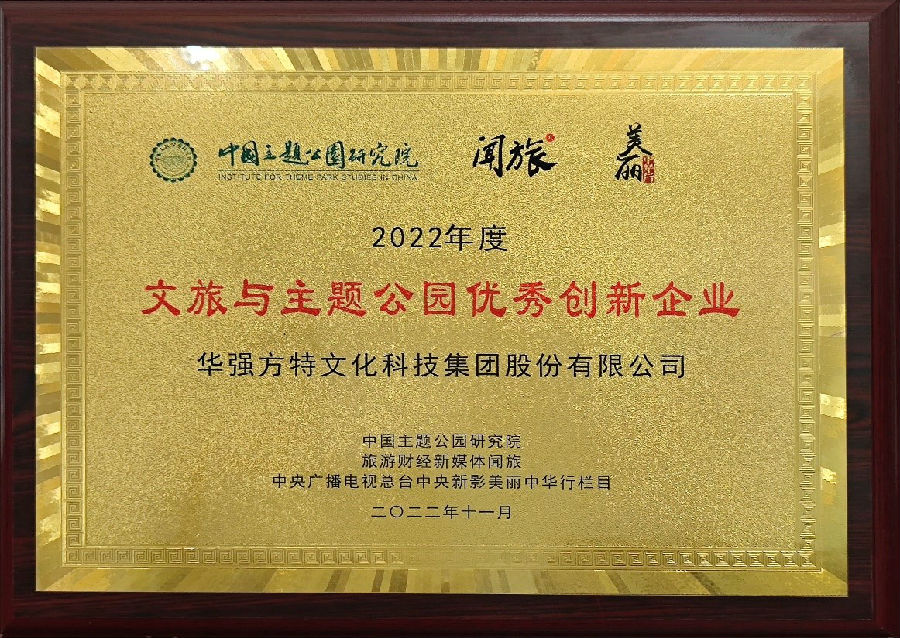 中国主题公园研究院 闻旅 美丽中华行
INSTITUTE FOR THEME PARK STUDIES IN CHINA
2022年度
文旅与主题公园优秀创新企业
华强方特文化科技集团股份有限公司
中国主题公园研究院
旅游财经新媒体闻旅
中央广播电视总台中央新影美丽中华行栏目
二〇二二年十一月